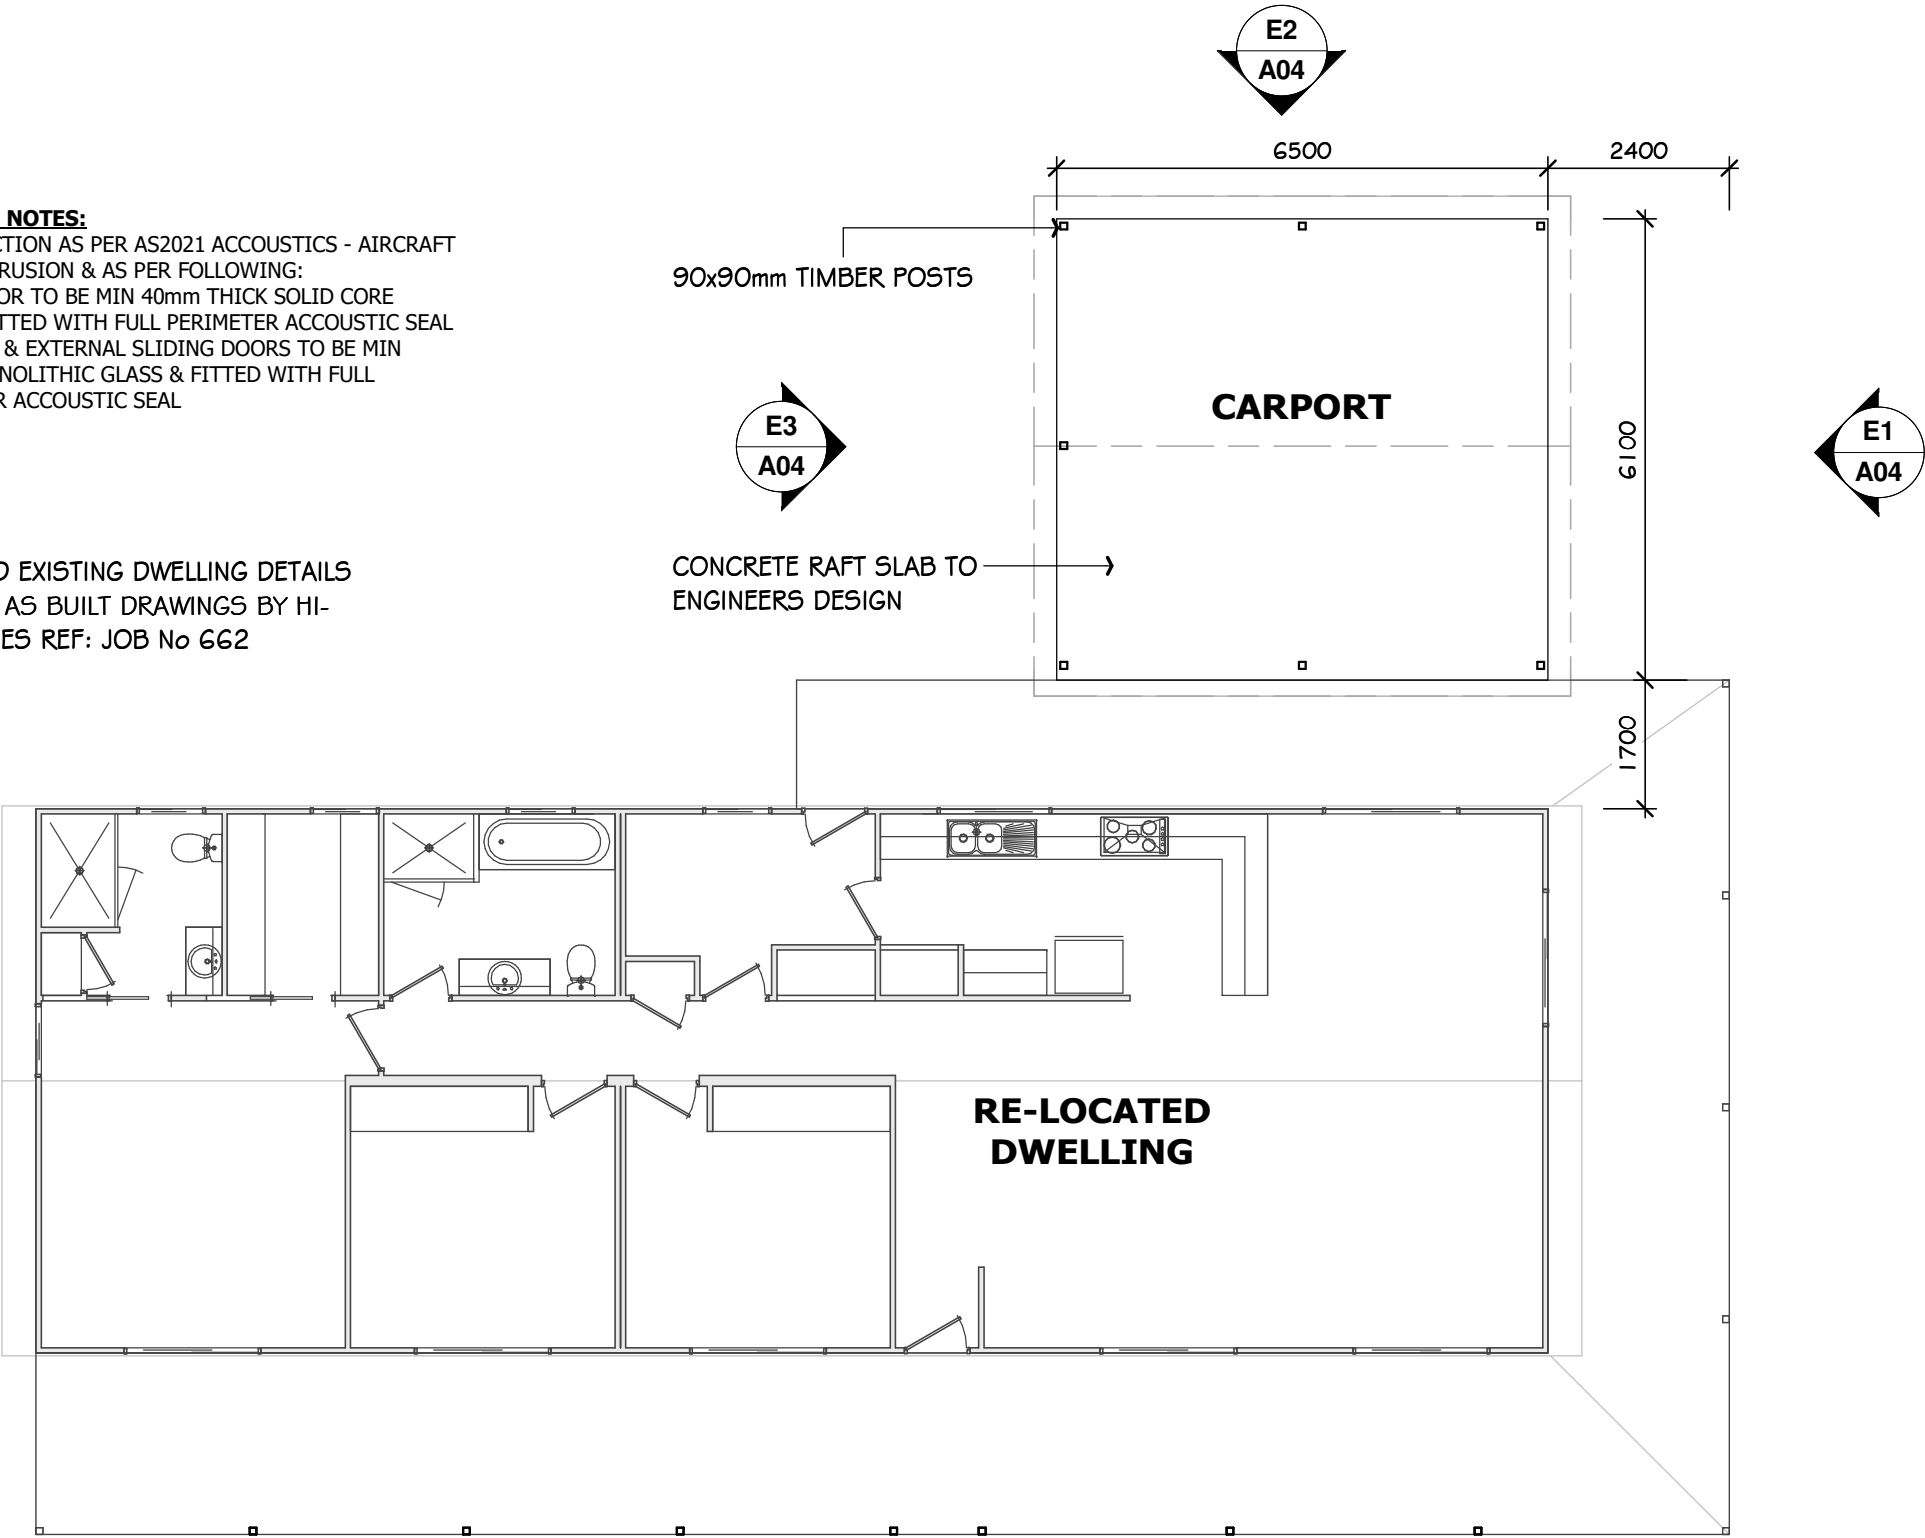 E2
A04
6500
2400
NOTES:
CTION AS PER AS2021 ACCOUSTICS - AIRCRAFT
RUSION & AS PER FOLLOWING:
OR TO BE MIN 40mm THICK SOLID CORE
TTED WITH FULL PERIMETER ACCOUSTIC SEAL
& EXTERNAL SLIDING DOORS TO BE MIN
NOLITHIC GLASS & FITTED WITH FULL
R ACCOUSTIC SEAL
90x90mm TIMBER POSTS
CARPORT
E3
A04
6100
E1
A04
D EXISTING DWELLING DETAILS
AS BUILT DRAWINGS BY HI-
ES REF: JOB No 662
CONCRETE RAFT SLAB TO
ENGINEERS DESIGN
1700
RE-LOCATED
DWELLING